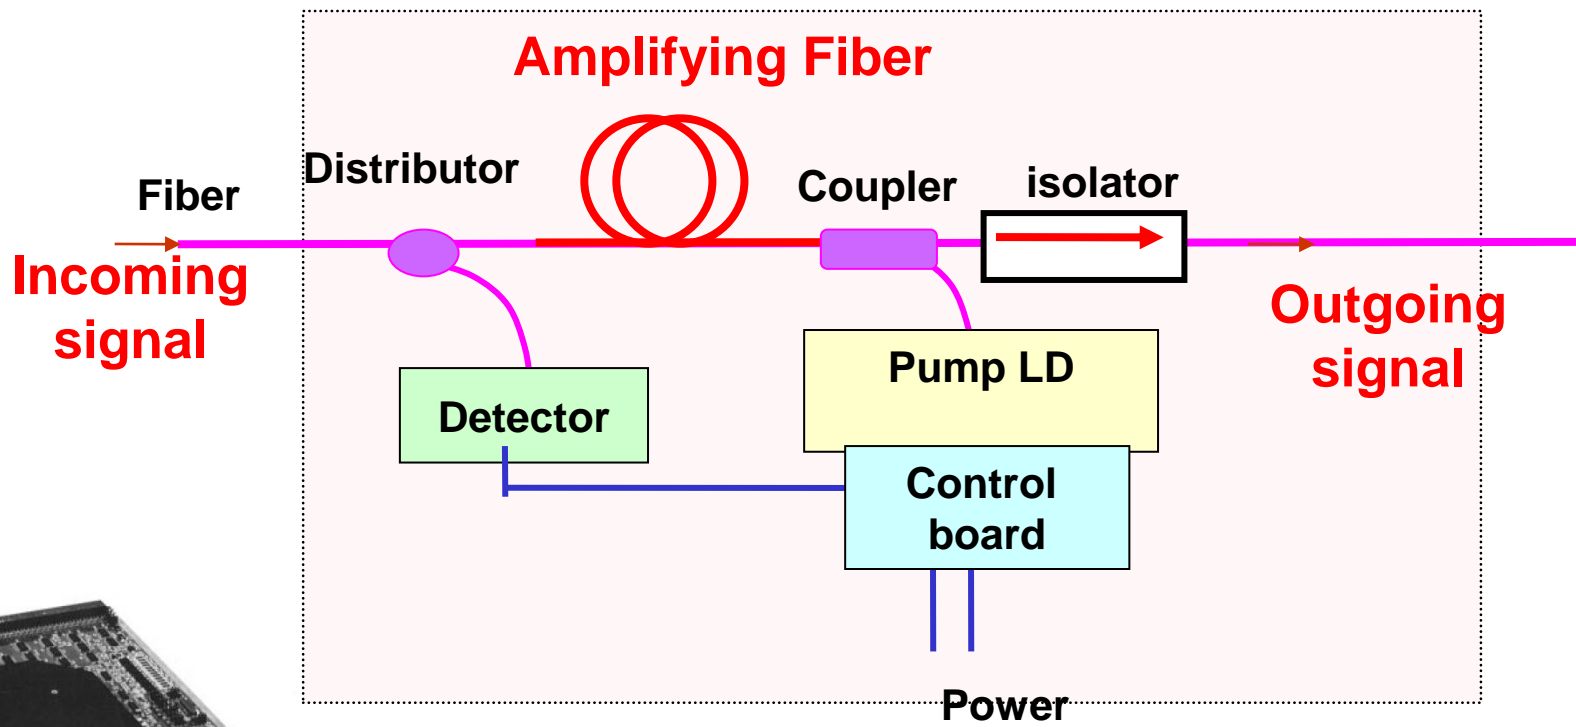 Amplifying Fiber
Distributor
Fiber
Coupler
isolator
Incoming
signal
Outgoing
signal
Pump LD
Detector
Control
board
Power